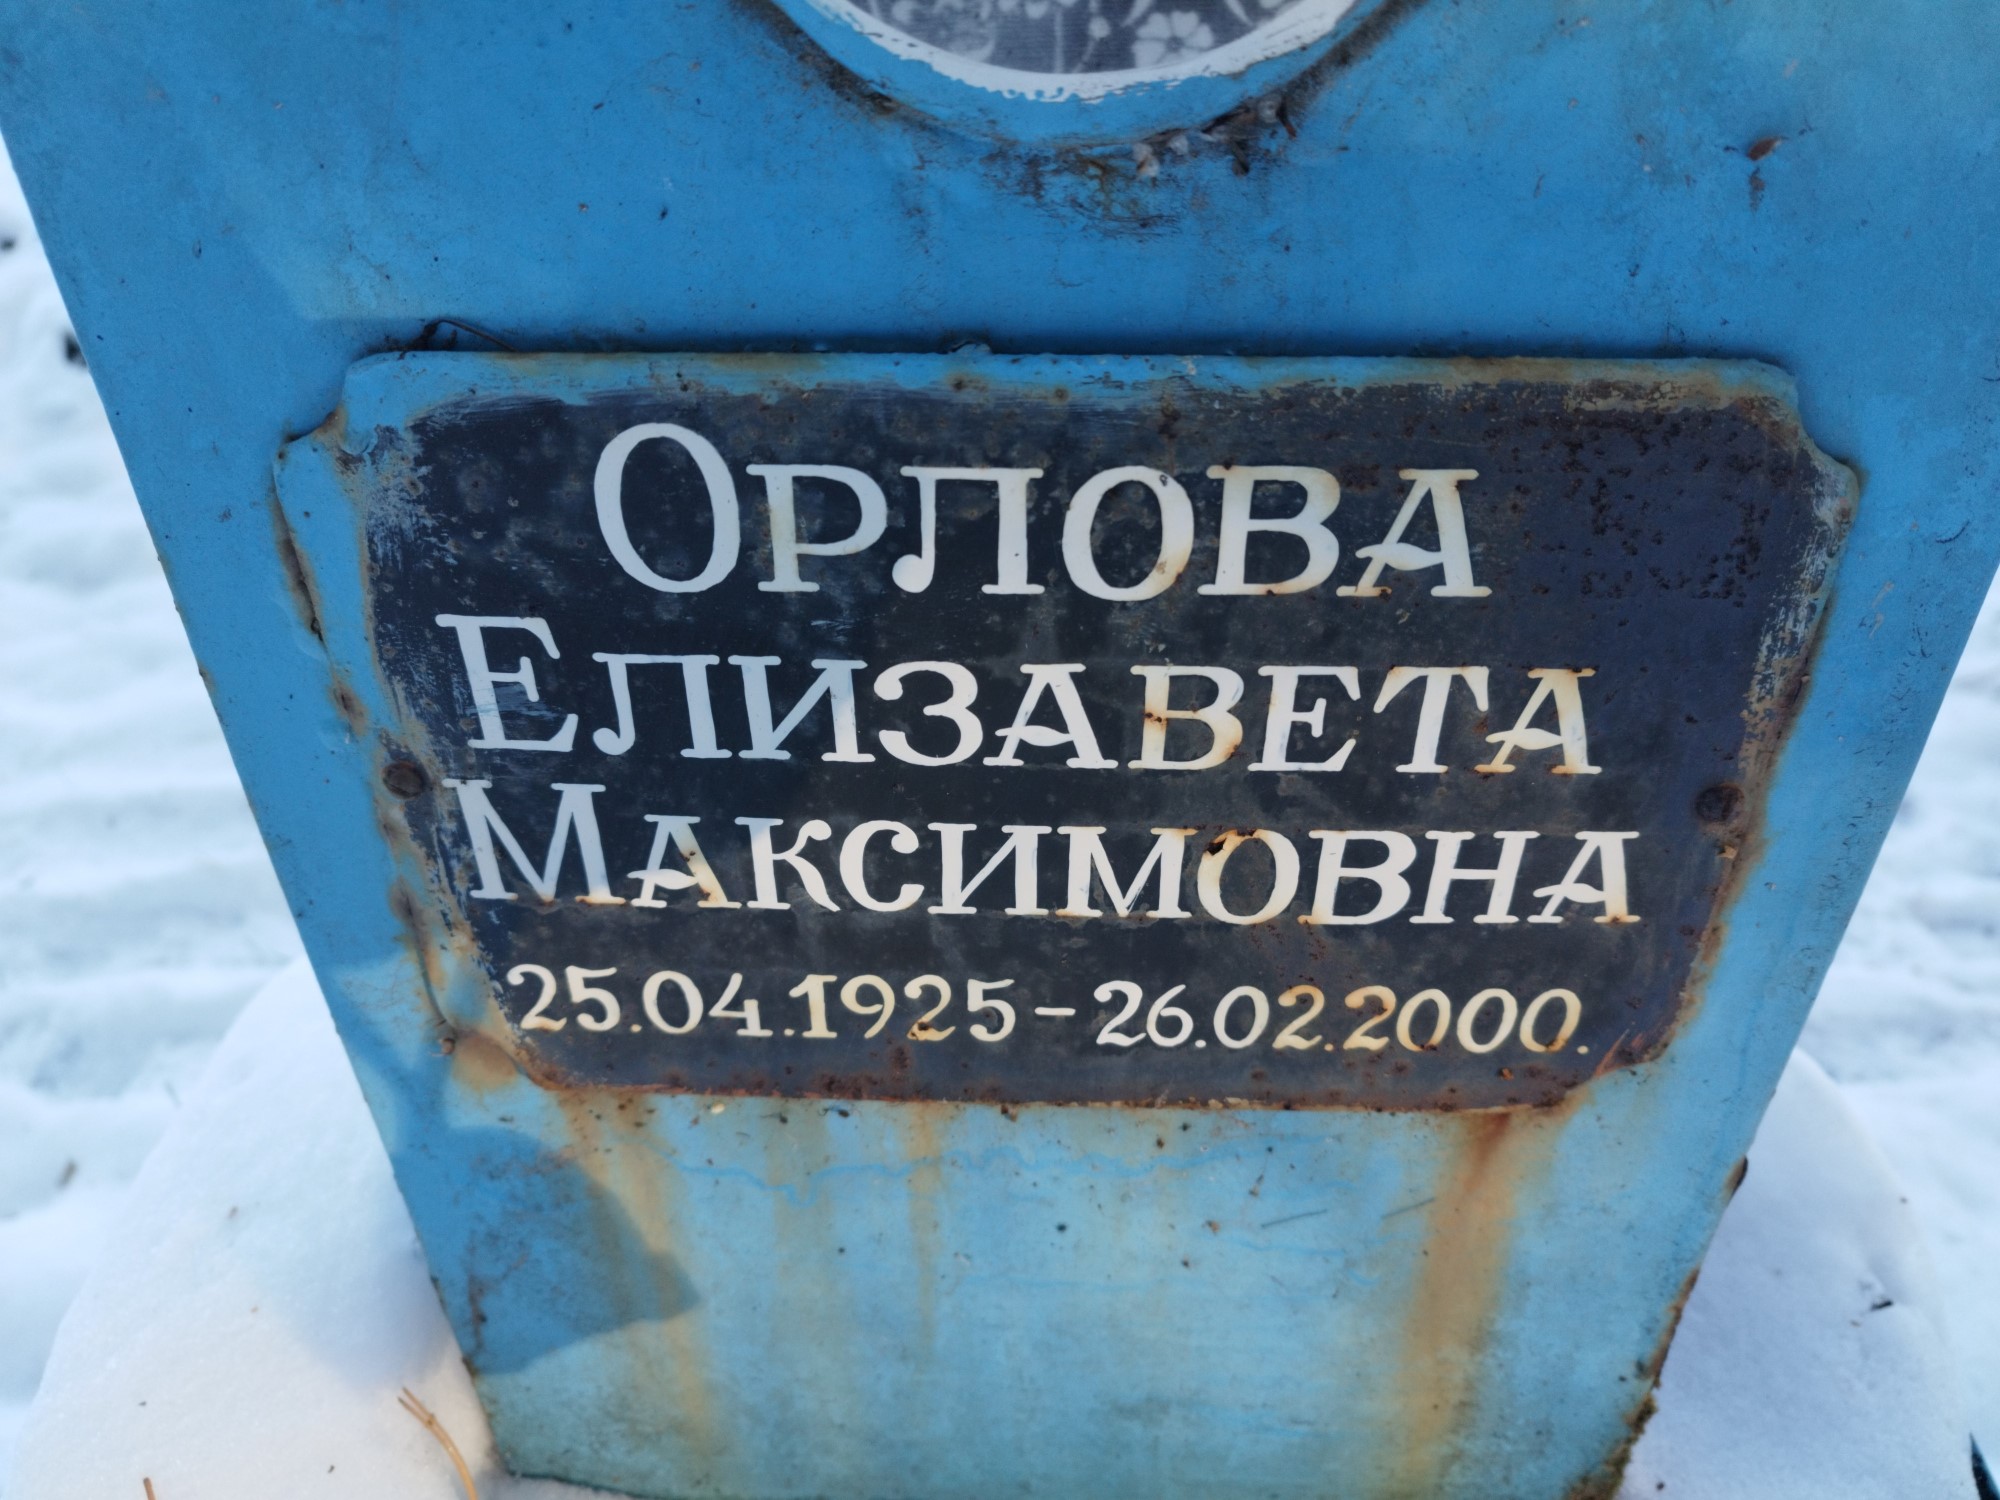 Орлова
Елизавета
Максимовна
25.04.1925-26.02.2000.